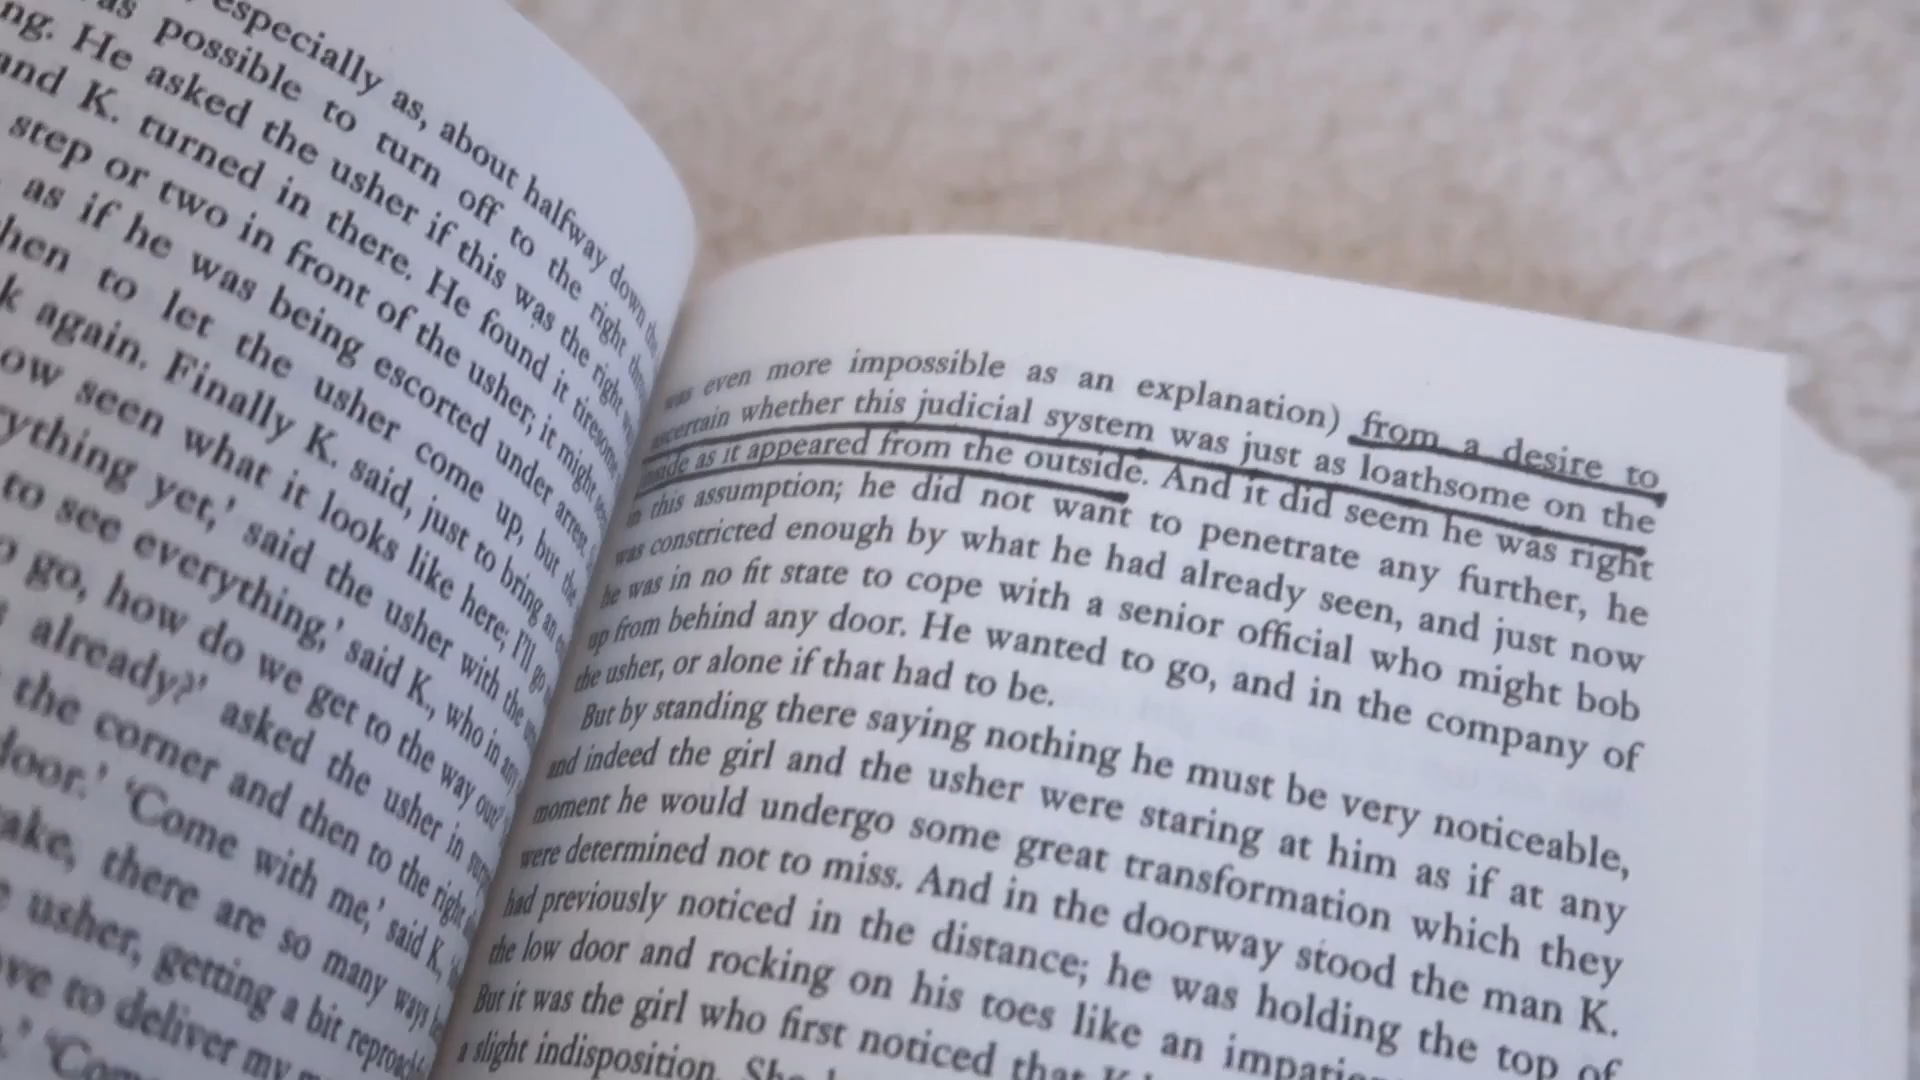 especially as, about halfway down the
as possible to turn off to the right
ng. He asked the usher if this was the right
and K. turned in there. He found it tiresome
step or two in front of the usher; it might
as if he was being escorted under arrest
hen to let the usher come up, but the
k again. Finally K. said, just to bring an
ow seen what it looks like here; I'll go
rything yet,' said the usher with the
to see everything,' said K., who in any
o go, how do we get to the way out?
already?' asked the usher in
the corner and then to the right
door.' 'Come with me,' said K.,
ake, there are so many ways
e usher, getting a bit
ve to deliver my
was even more impossible as an explanation) from a desire to
ascertain whether this judicial system was just as loathsome on the
inside as it appeared from the outside. And it did seem he was right
in this assumption; he did not want to penetrate any further, he
was constricted enough by what he had already seen, and just now
he was in no fit state to cope with a senior official who might bob
up from behind any door. He wanted to go, and in the company of
the usher, or alone if that had to be.
But by standing there saying nothing he must be very noticeable,
and indeed the girl and the usher were staring at him as if at any
moment he would undergo some great transformation which they
were determined not to miss. And in the doorway stood the man K.
had previously noticed in the distance; he was holding the top of
the low door and rocking on his toes like an
But it was the girl who first noticed that
a slight indisposition.